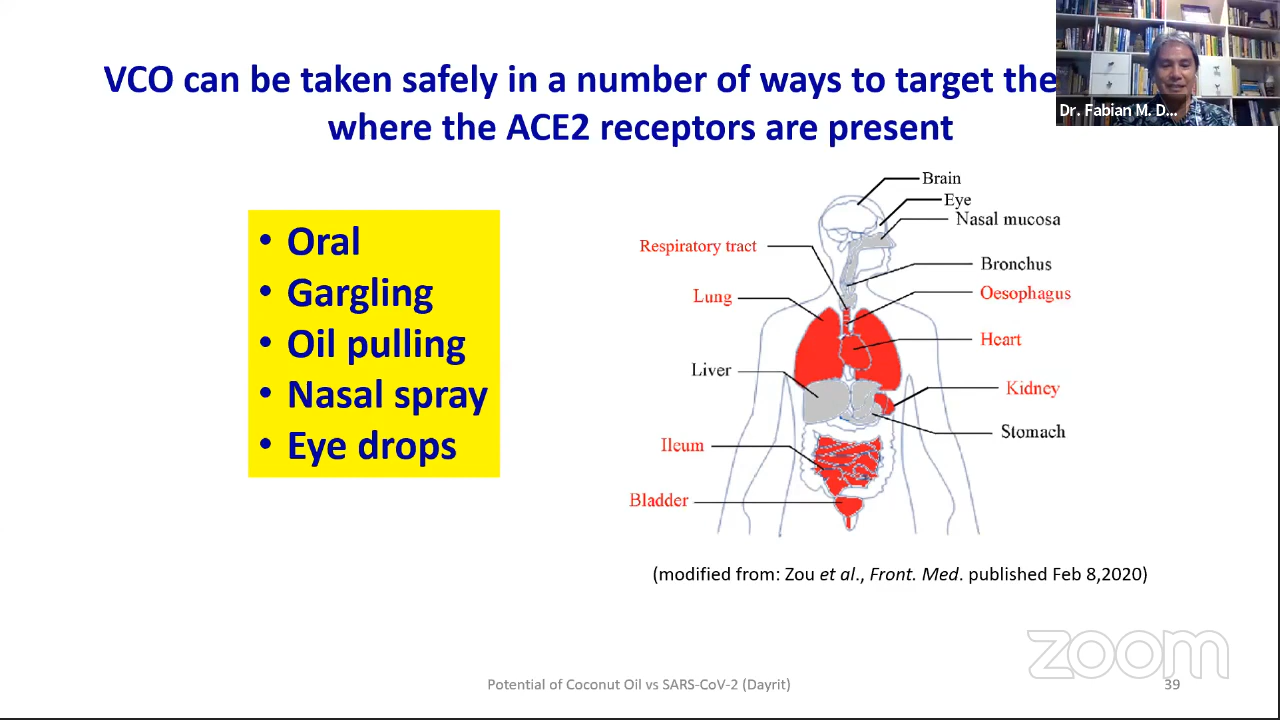 VCO can be taken safely in a number of ways to target the
where the ACE2 receptors are present
Dr. Fabian M. D...
• Oral
• Gargling
• Oil pulling
• Nasal spray
• Eye drops
Brain
Eye
Nasal mucosa
Respiratory tract
Bronchus
Lung
Oesophagus
Heart
Liver
Kidney
Stomach
Ileum
Bladder
(modified from: Zou et al., Front. Med. published Feb 8,2020)
zoom
Potential of Coconut Oil vs SARS-CoV-2 (Dayrit)
39